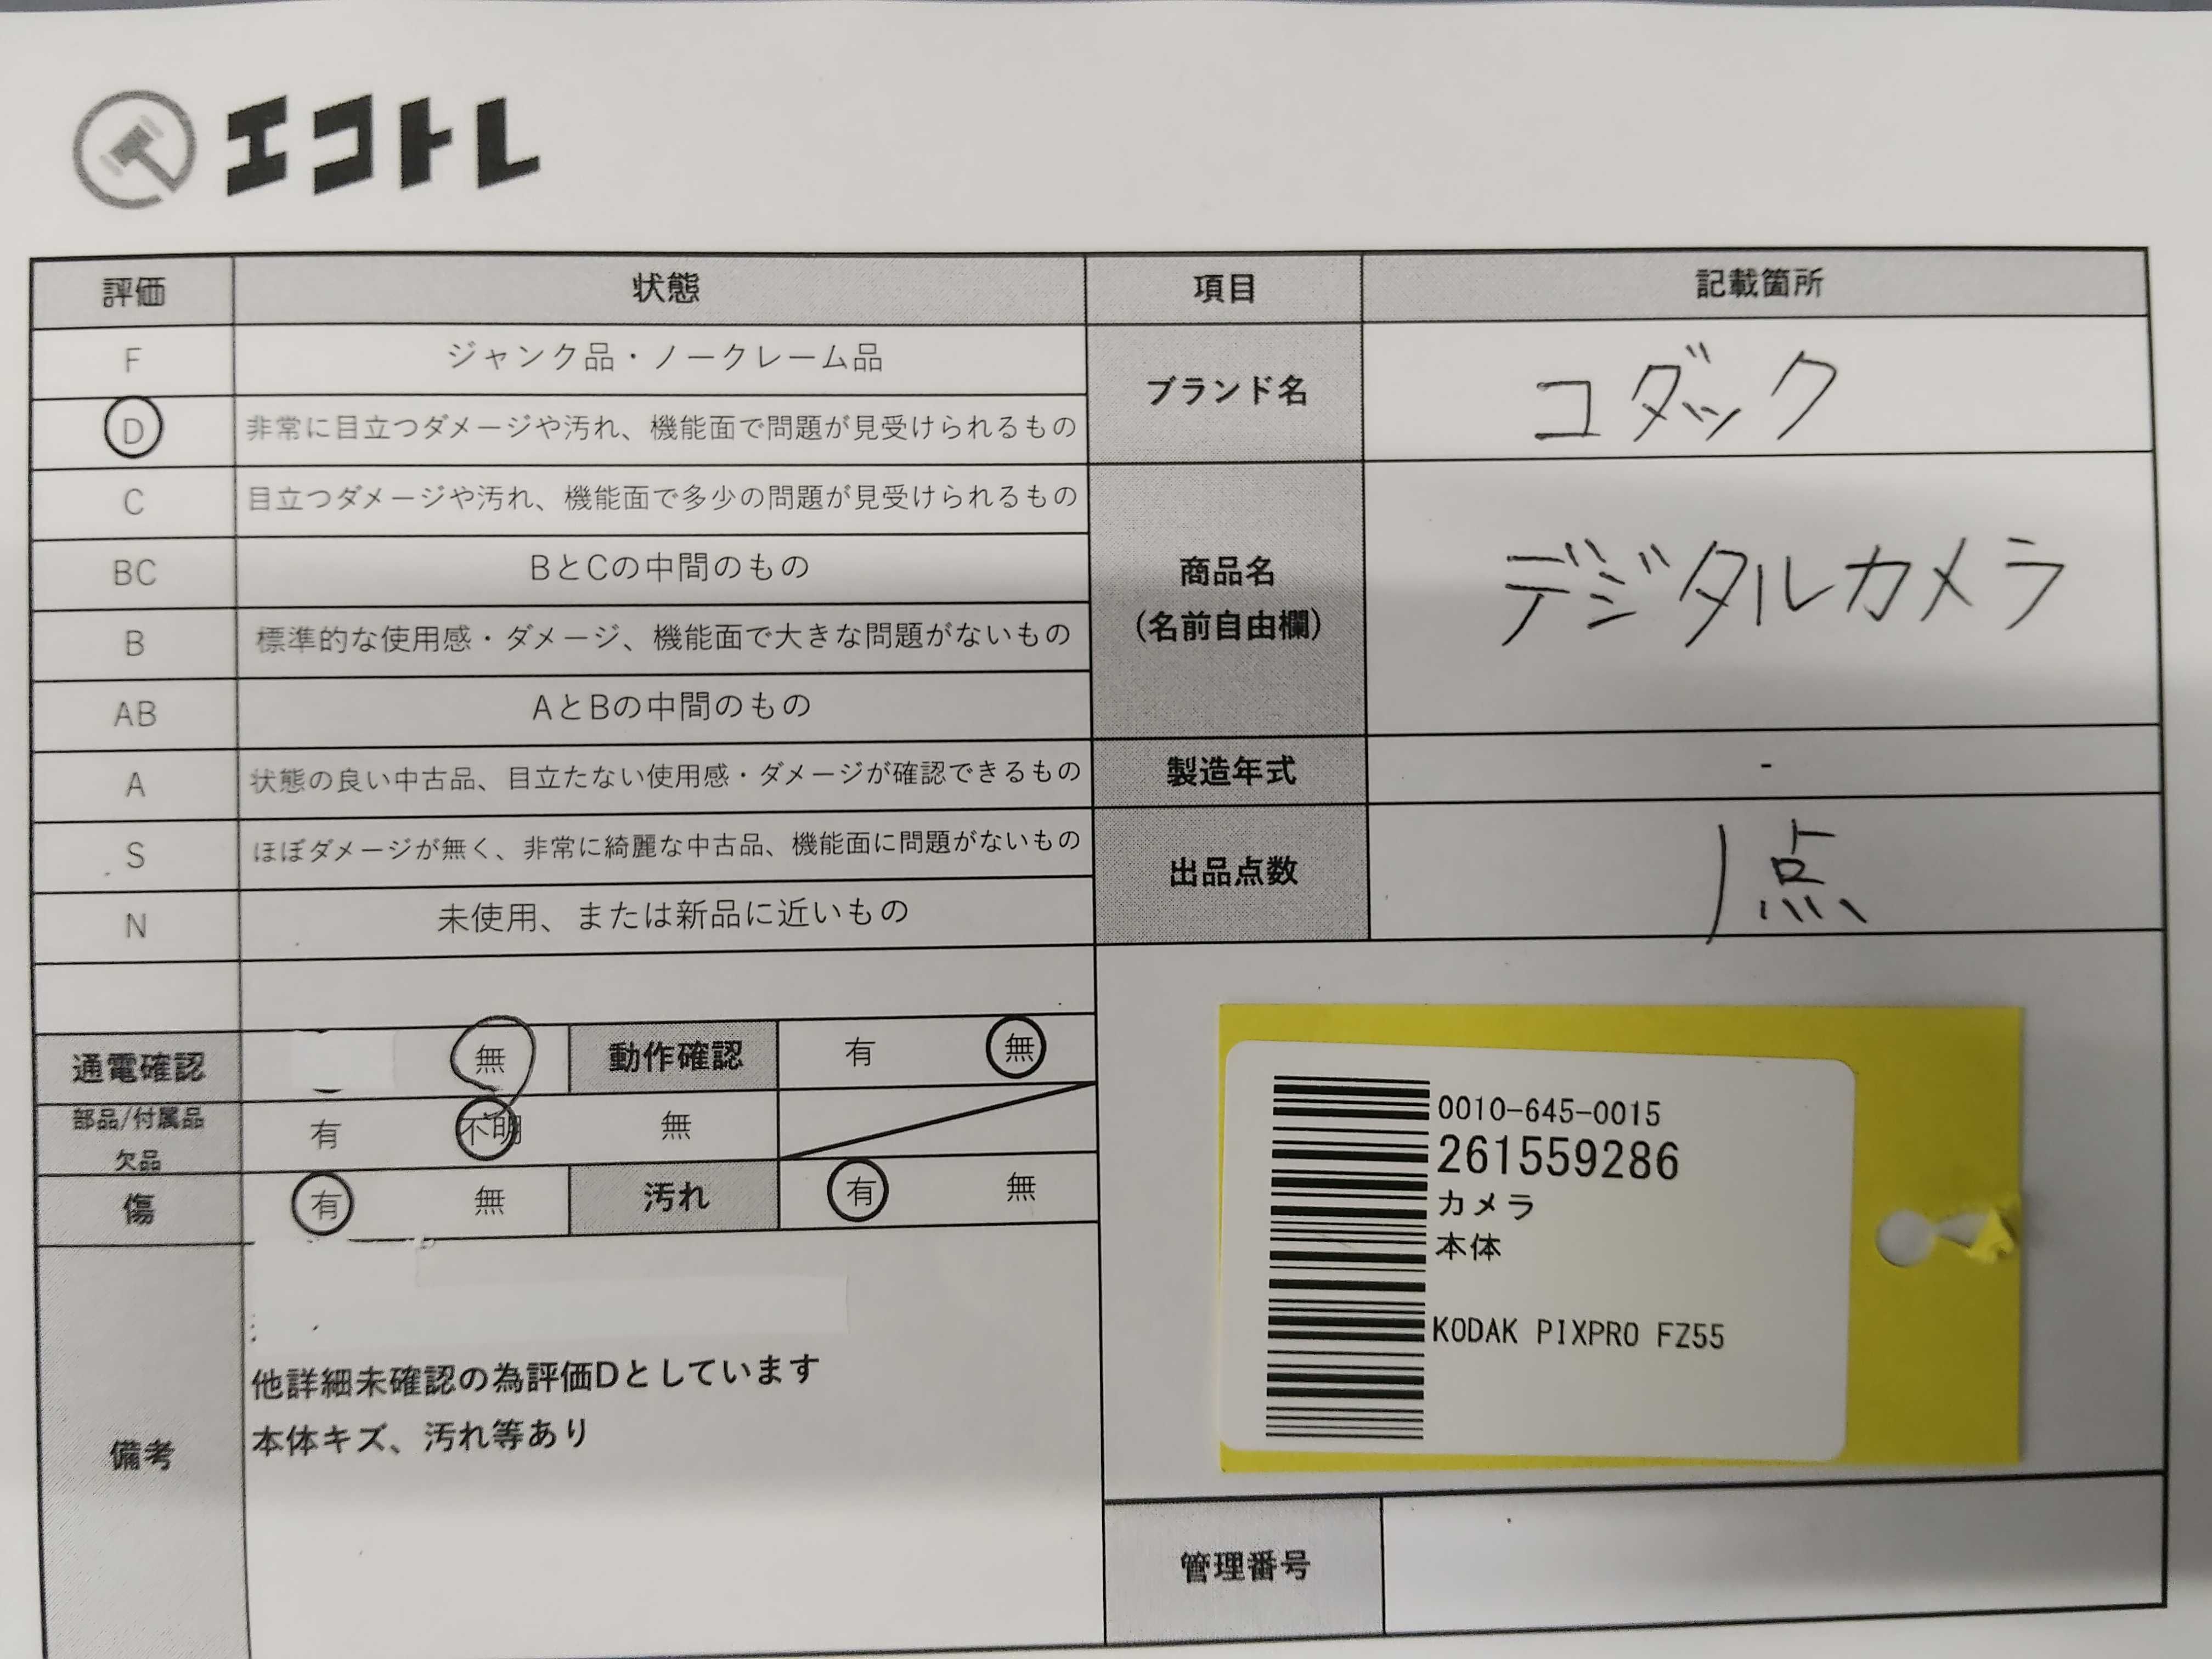 エコトレ
評価 状態 項目 記載箇所
F ジャンク品・ノークレーム品
D 非常に目立つダメージや汚れ、機能面で問題が見受けられるもの
C 目立つダメージや汚れ、機能面で多少の問題が見受けられるもの
BC BとCの中間のもの
B 標準的な使用感・ダメージ、機能面で大きな問題がないもの
AB AとBの中間のもの
A 状態の良い中古品、目立たない使用感・ダメージが確認できるもの
S ほぼダメージが無く、非常に綺麗な中古品、機能面に問題がないもの
N 未使用、または新品に近いもの
ブランド名 コダック
商品名
(名前自由欄)
デジタルカメラ
製造年式 -
出品点数 1点
通電確認 無 動作確認 有 無
部品/付属品
欠品
有 不明 無
傷 有 無 汚れ 有 無
備考
他詳細未確認の為評価Dとしています
本体キズ、汚れ等あり
0010-645-0015
261559286
カメラ
本体
KODAK PIXPRO FZ55
管理番号